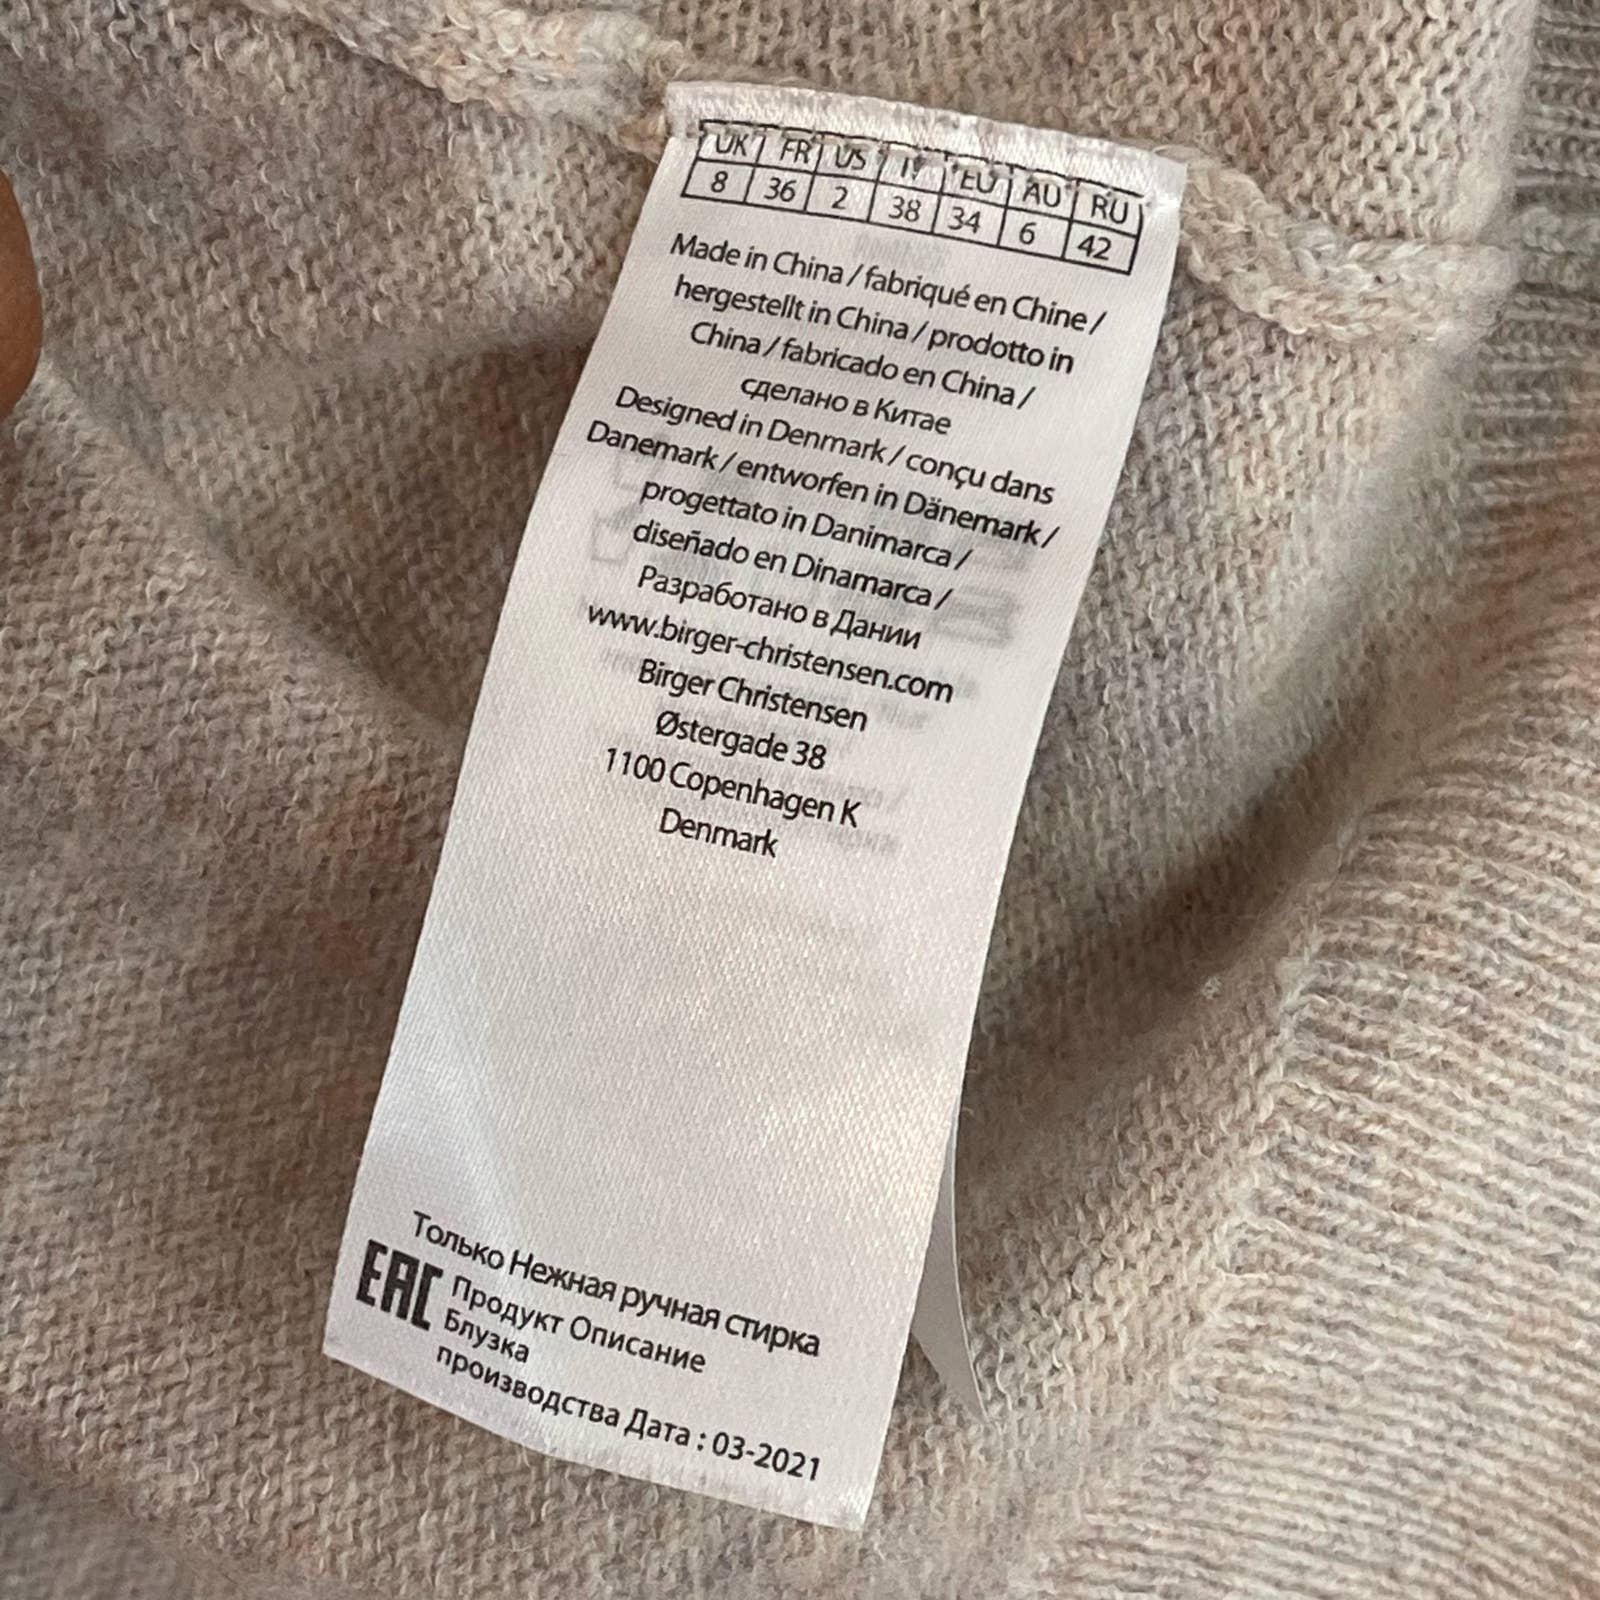 UK FR US IT EU AU RU
8 36 2 38 34 6 42
Made in China / fabriqué en Chine /
hergestellt in China / prodotto in
China / fabricado en China /
сделано в Китае
Designed in Denmark / conçu dans
Danemark / entworfen in Dänemark /
progettato in Danimarca /
diseñado en Dinamarca /
Разработано в Дании
www.birger-christensen.com
Birger Christensen
Østergade 38
1100 Copenhagen K
Denmark
Только Нежная ручная стирка
EAC Продукт Описание
Блузка
производства Дата : 03-2021